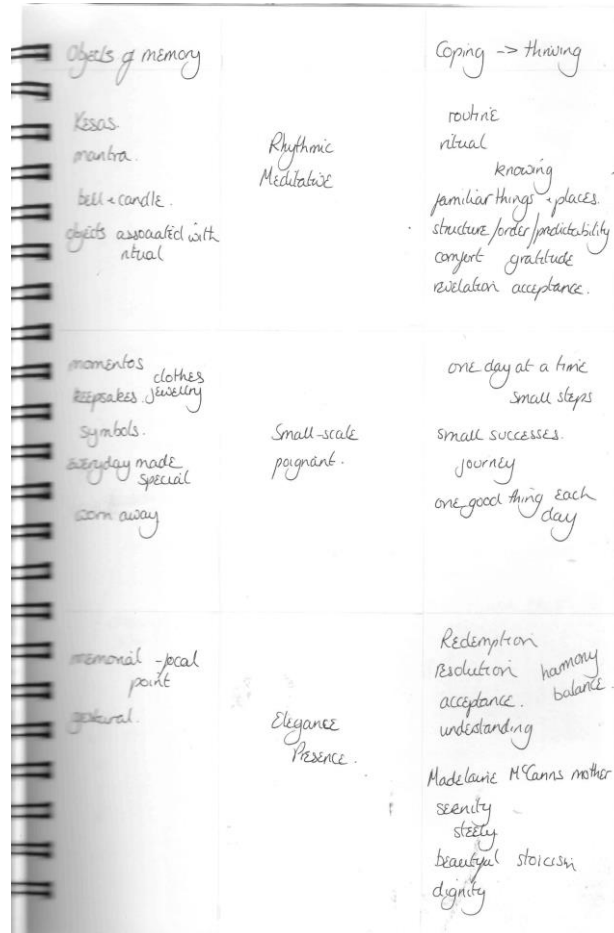 Objects of memory
Kesas.
mantra.
bell + candle.
objects associated with
ritual
Rhythmic
Meditative
Coping -> thriving
routine
ritual
knowing
familiar things + places.
structure/order/predictability
comfort gratitude
revelation acceptance.
momentos
clothes
keepsakes. jewellry
symbols.
everyday made
special
worn away
Small-scale
poignant.
one day at a time
small steps
small successes.
journey
one good thing each
day
memorial - focal
point
gestural.
Elegance
Presence.
Redemption
resolution harmony
acceptance. balance.
understanding
Madelaine McCanns mother
serenity
steely
beautiful stoicism
dignity